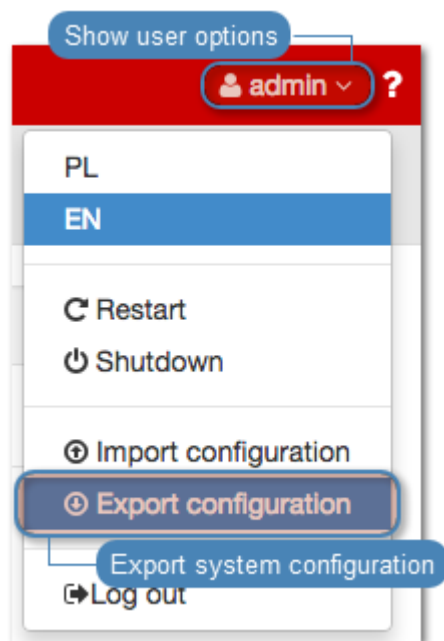 Show user options
admin ?
PL
EN
Restart
Shutdown
Import configuration
Export configuration
Export system configuration
Log out